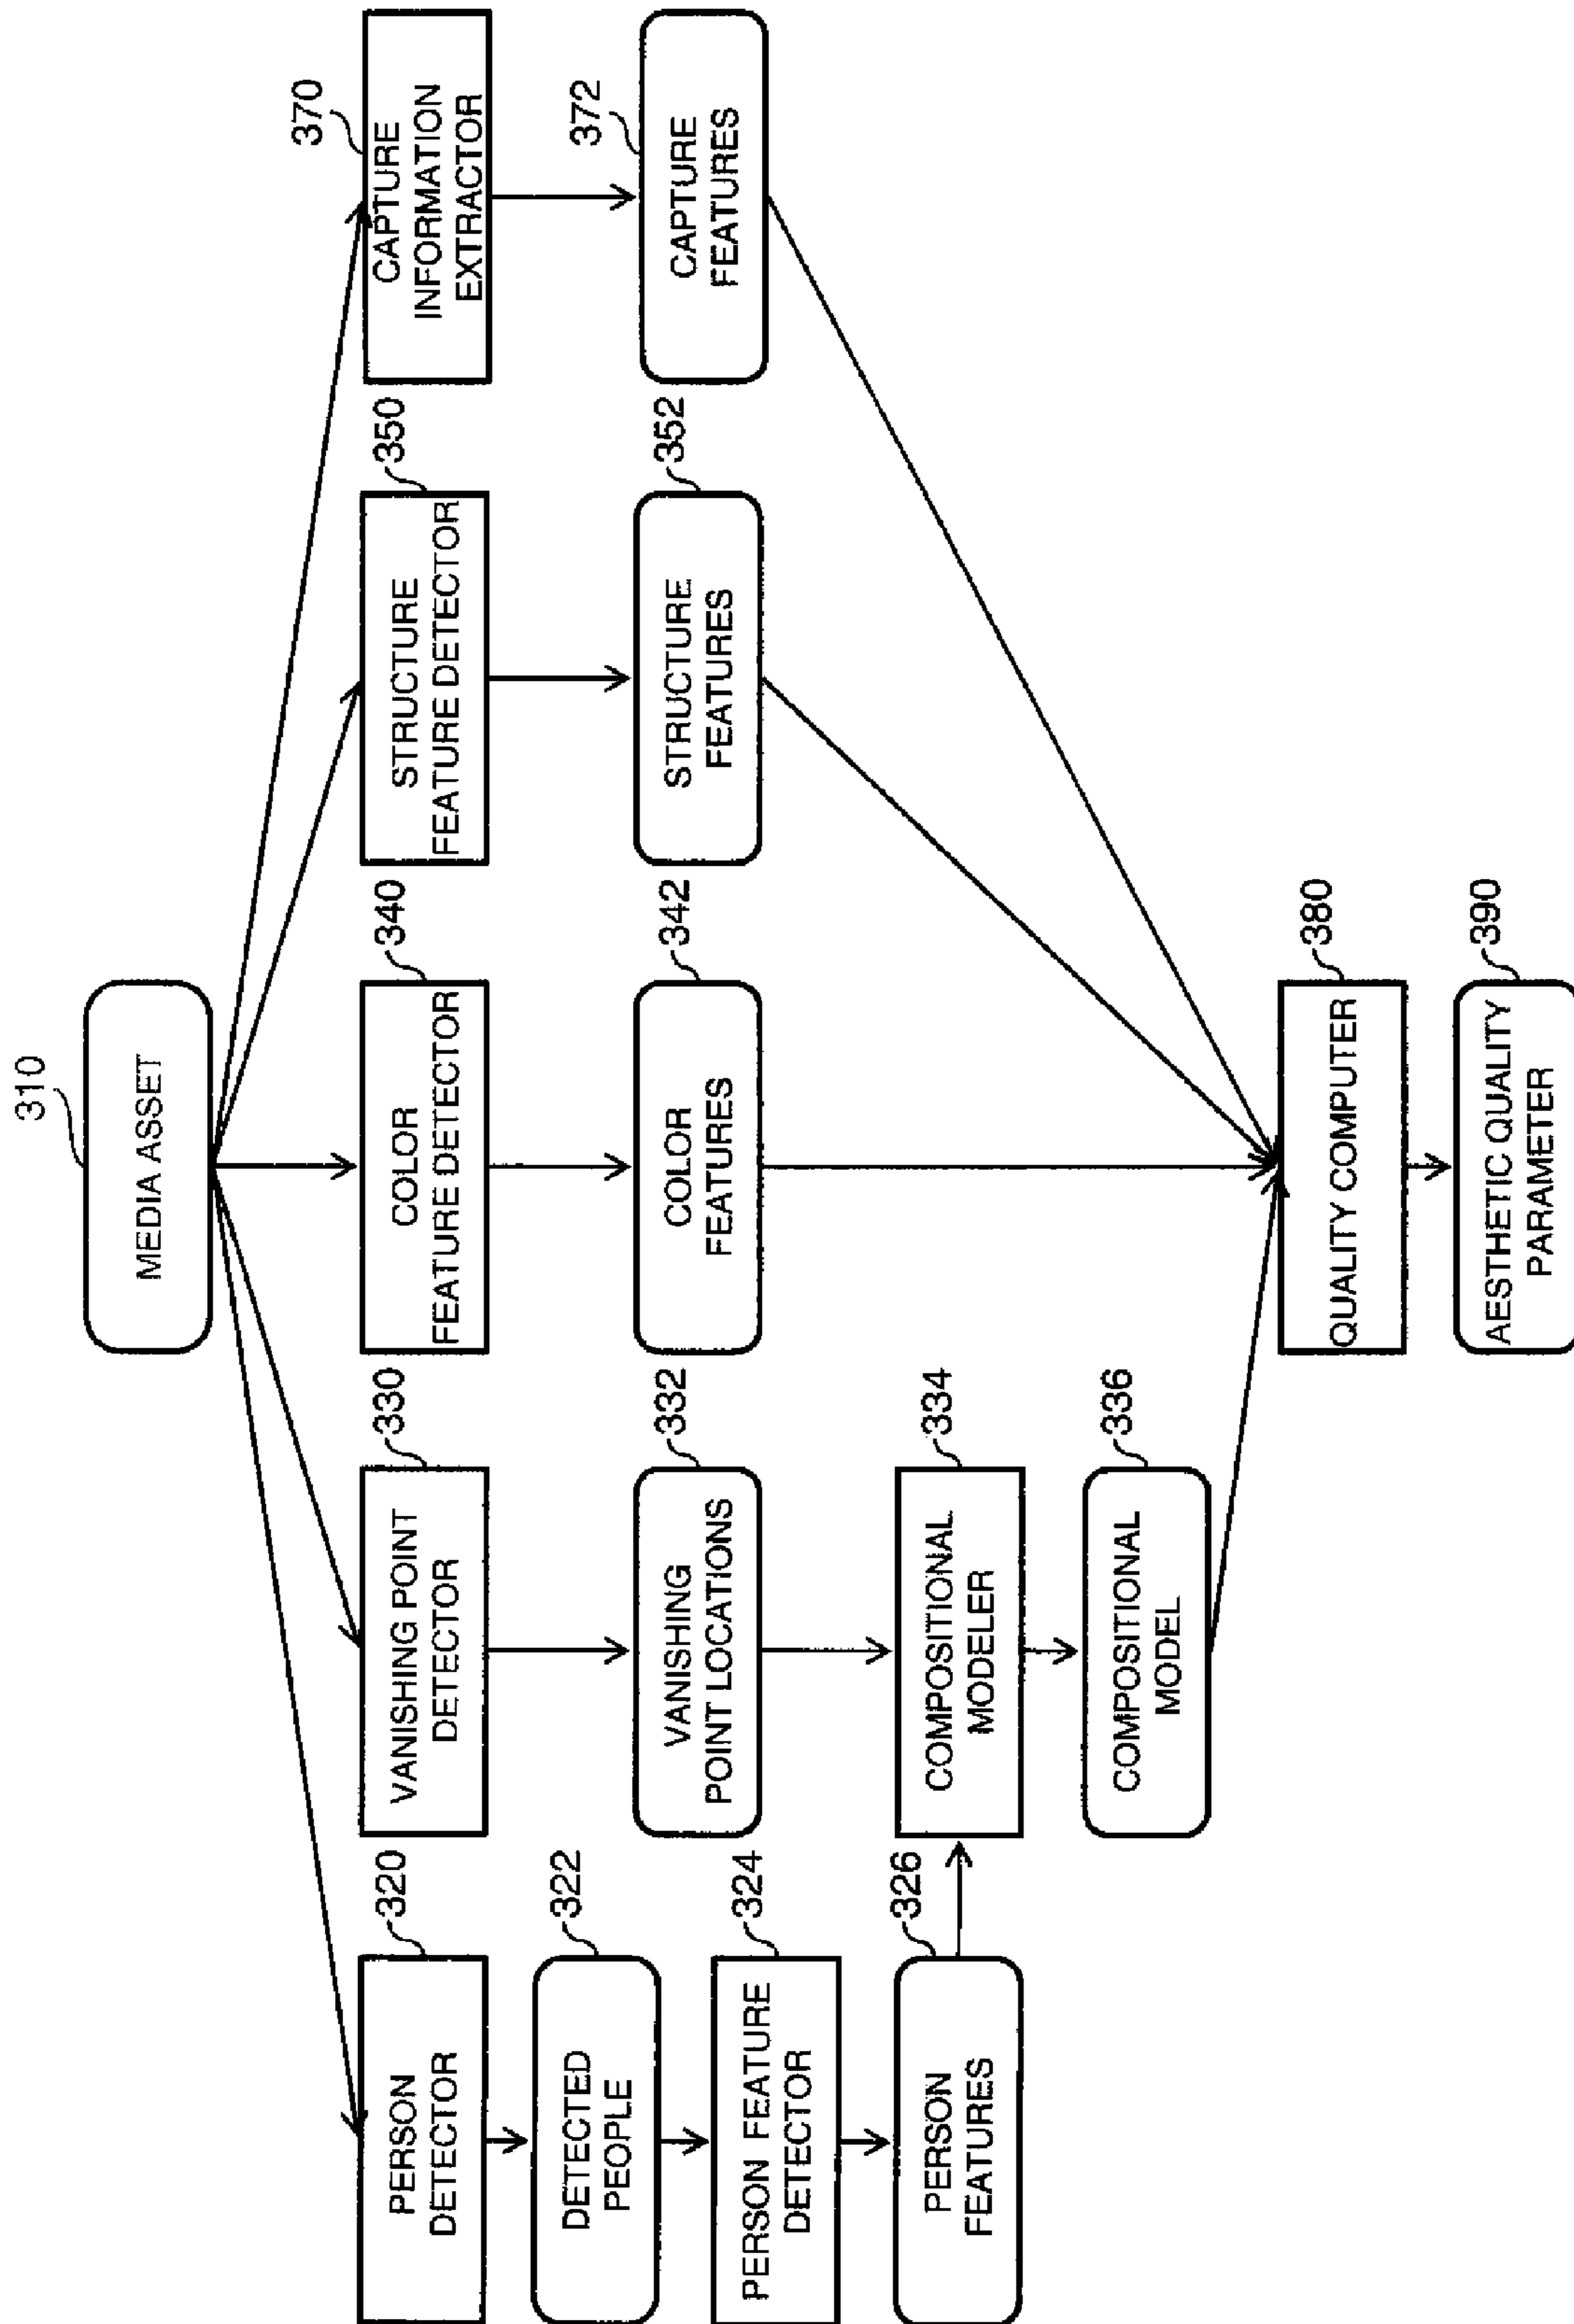 310
MEDIA ASSET
320
PERSON
DETECTOR
330
VANISHING POINT
DETECTOR
340
COLOR
FEATURE DETECTOR
350
STRUCTURE
FEATURE DETECTOR
370
CAPTURE
INFORMATION
EXTRACTOR
322
DETECTED
PEOPLE
332
VANISHING
POINT LOCATIONS
342
COLOR
FEATURES
352
STRUCTURE
FEATURES
372
CAPTURE
FEATURES
324
PERSON FEATURE
DETECTOR
326
PERSON
FEATURES
334
COMPOSITIONAL
MODELER
336
COMPOSITIONAL
MODEL
380
QUALITY COMPUTER
390
AESTHETIC QUALITY
PARAMETER